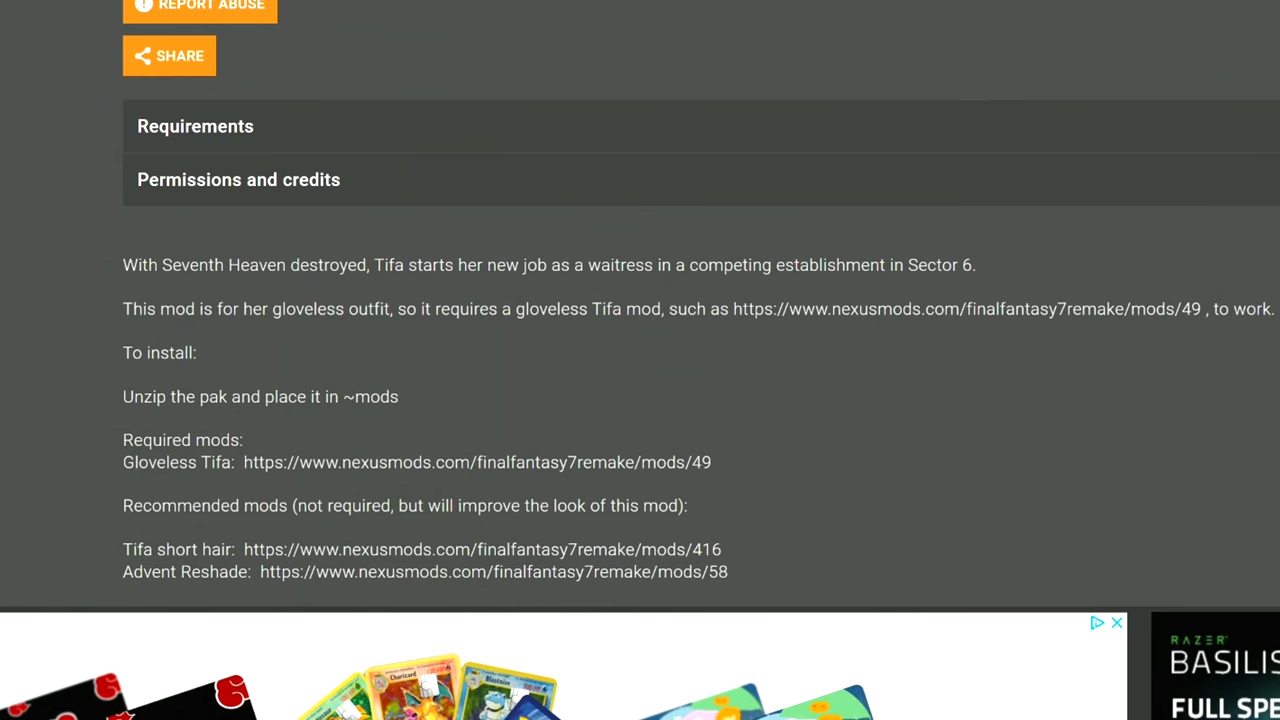 REPORT ABUSE
SHARE
Requirements
Permissions and credits
With Seventh Heaven destroyed, Tifa starts her new job as a waitress in a competing establishment in Sector 6.
This mod is for her gloveless outfit, so it requires a gloveless Tifa mod, such as https://www.nexusmods.com/finalfantasy7remake/mods/49 , to work.
To install:
Unzip the pak and place it in ~mods
Required mods:
Gloveless Tifa:  https://www.nexusmods.com/finalfantasy7remake/mods/49
Recommended mods (not required, but will improve the look of this mod):
Tifa short hair:  https://www.nexusmods.com/finalfantasy7remake/mods/416
Advent Reshade:  https://www.nexusmods.com/finalfantasy7remake/mods/58
RAZER
BASILIS
FULL SPE
Charizard
Blastoise